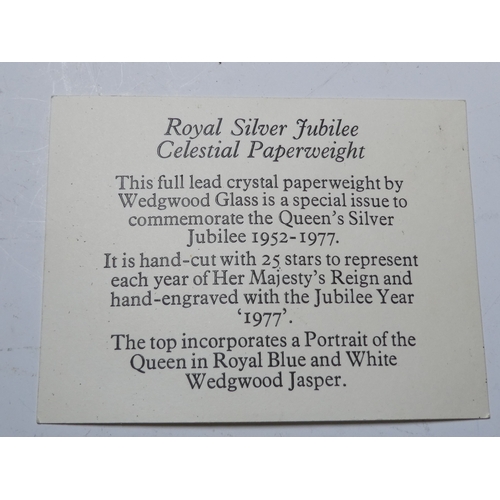 Royal Silver Jubilee
Celestial Paperweight
This full lead crystal paperweight by
Wedgwood Glass is a special issue to
commemorate the Queen's Silver
Jubilee 1952-1977.
It is hand-cut with 25 stars to represent
each year of Her Majesty's Reign and
hand-engraved with the Jubilee Year
'1977'.
The top incorporates a Portrait of the
Queen in Royal Blue and White
Wedgwood Jasper.